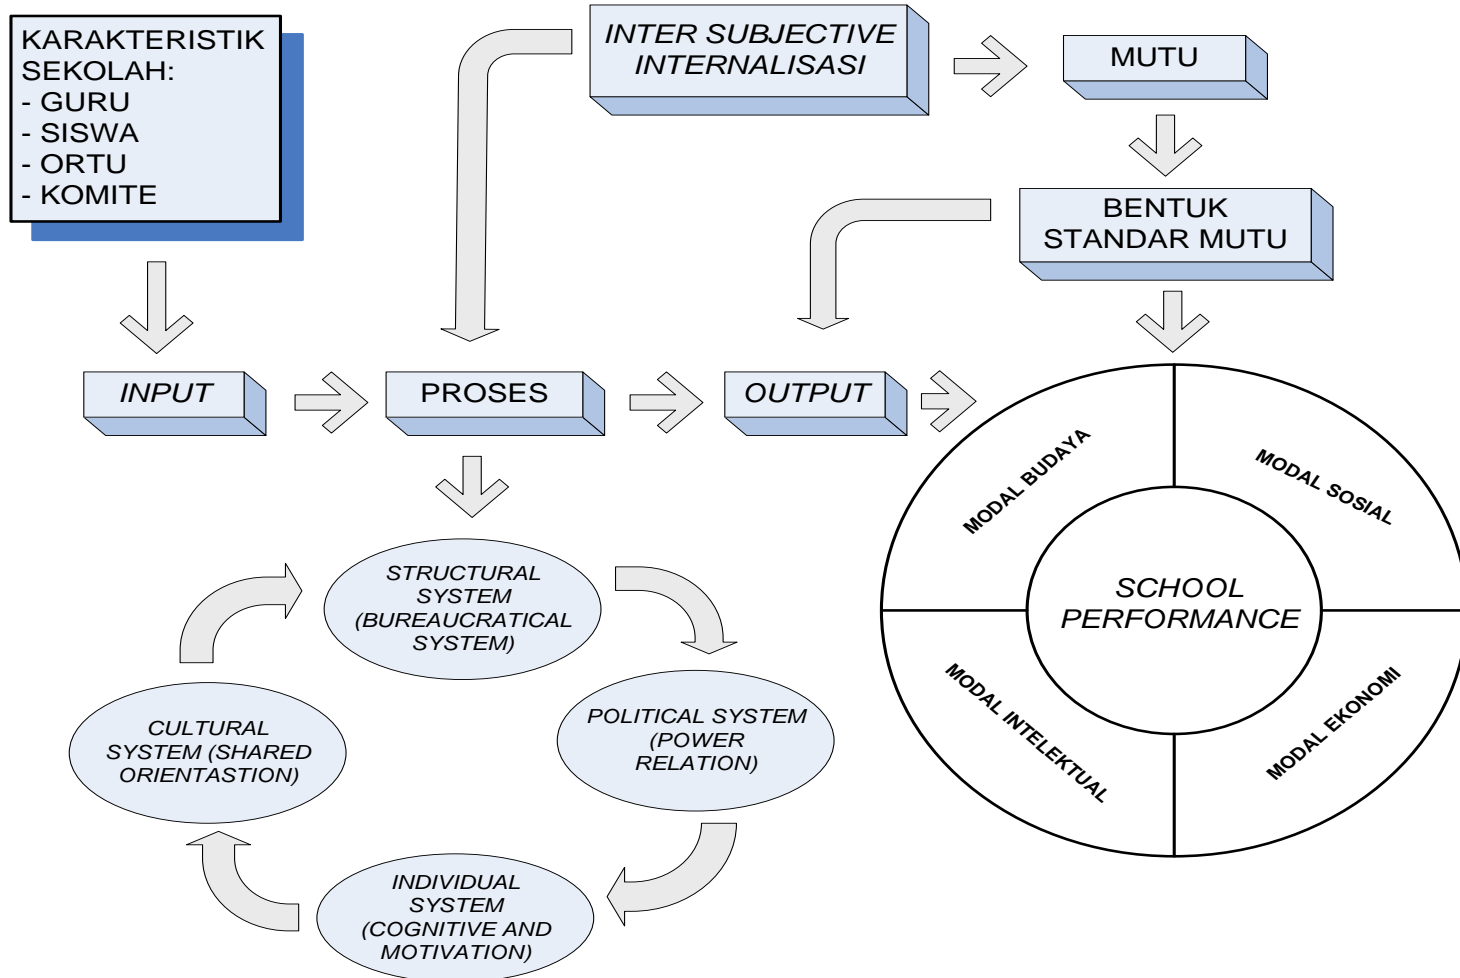 KARAKTERISTIK
SEKOLAH:
- GURU
- SISWA
- ORTU
- KOMITE
INTER SUBJECTIVE
INTERNALISASI
MUTU
BENTUK
STANDAR MUTU
INPUT
PROSES
OUTPUT
STRUCTURAL
SYSTEM
(BUREAUCRATICAL
SYSTEM)
POLITICAL SYSTEM
(POWER
RELATION)
INDIVIDUAL
SYSTEM
(COGNITIVE AND
MOTIVATION)
CULTURAL
SYSTEM (SHARED
ORIENTASTION)
MODAL BUDAYA
MODAL SOSIAL
SCHOOL
PERFORMANCE
MODAL INTELEKTUAL
MODAL EKONOMI